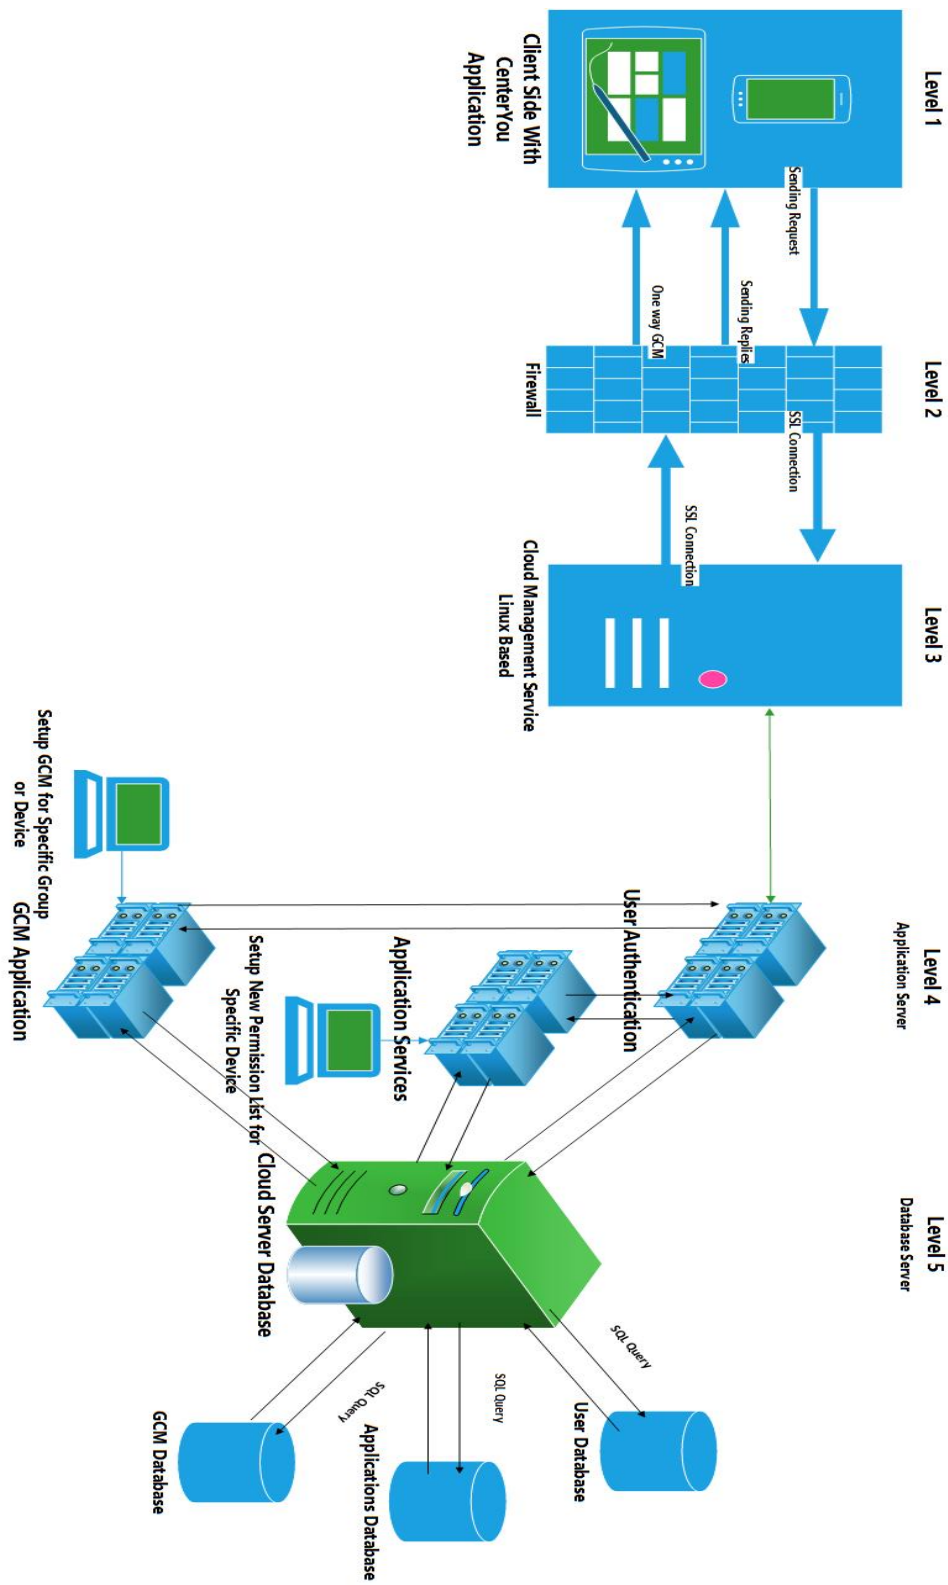 Level 1
Level 2
Level 3
Level 4
Application Server
Level 5
Database Server
Sending Request
Sending Replies
One way GCM
Client Side With
CenterYou
Application
SSL Connection
SSL Connection
Firewall
Cloud Management Service
Linux Based
User Authentication
Application Services
Setup New Permission List for
Specific Device
Setup GCM for Specific Group
or Device
GCM Application
Cloud Server Database
SQL Query
User Database
SQL Query
Applications Database
SQL Query
GCM Database